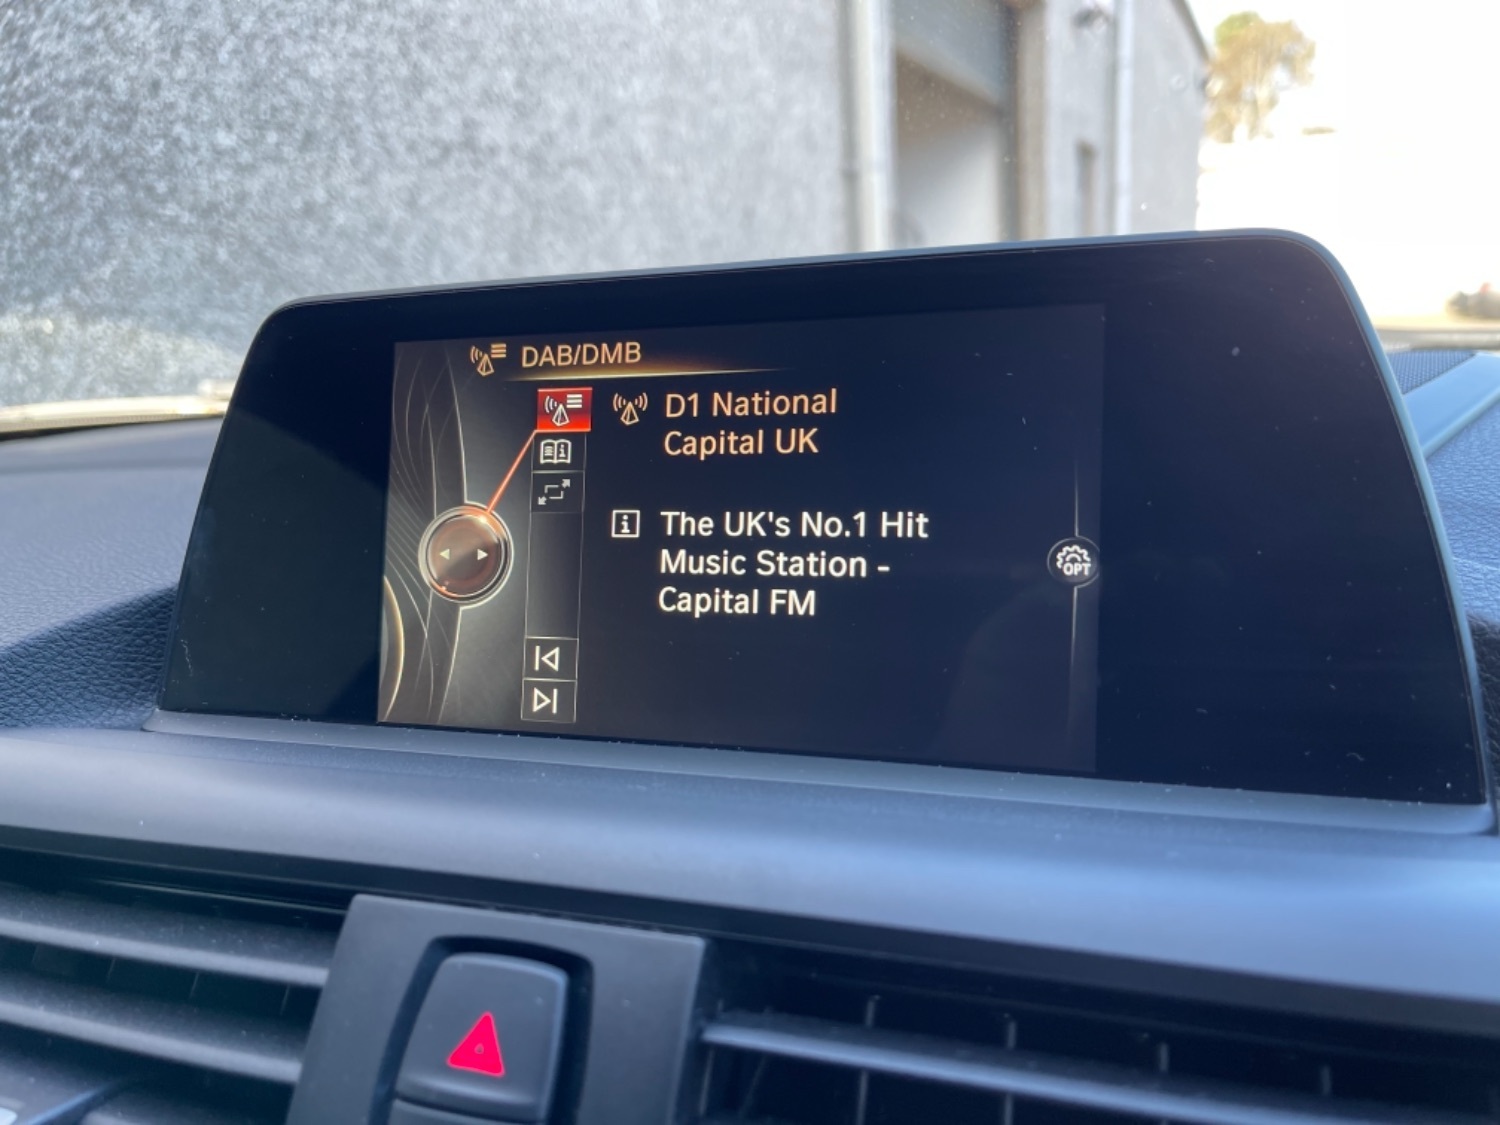 DAB/DMB
D1 National
Capital UK
The UK's No.1 Hit
Music Station -
Capital FM
OPT